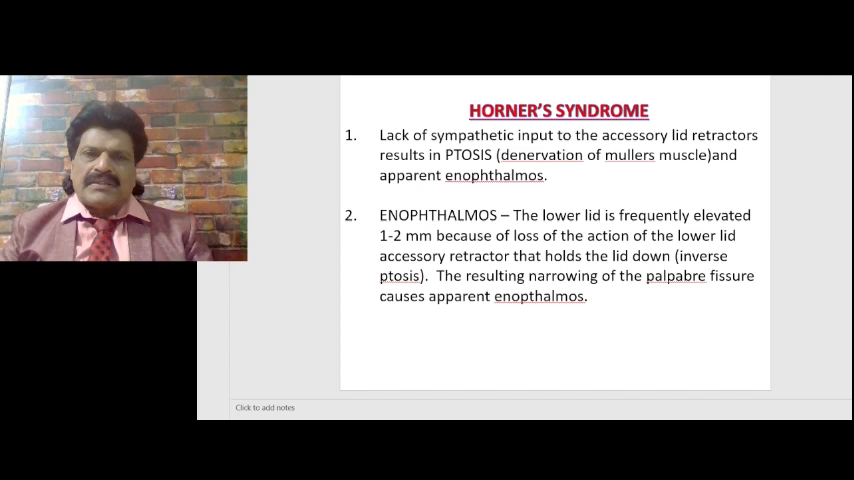 HORNER'S SYNDROME
1. Lack of sympathetic input to the accessory lid retractors
results in PTOSIS (denervation of mullers muscle)and
apparent enophthalmos.
2. ENOPHTHALMOS – The lower lid is frequently elevated
1-2 mm because of loss of the action of the lower lid
accessory retractor that holds the lid down (inverse
ptosis). The resulting narrowing of the palpabre fissure
causes apparent enopthalmos.
Click to add notes